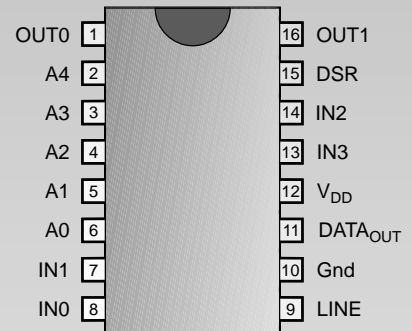 OUT0 1 16 OUT1
A4 2 15 DSR
A3 3 14 IN2
A2 4 13 IN3
A1 5 12 VDD
A0 6 11 DATAOUT
IN1 7 10 Gnd
IN0 8 9 LINE